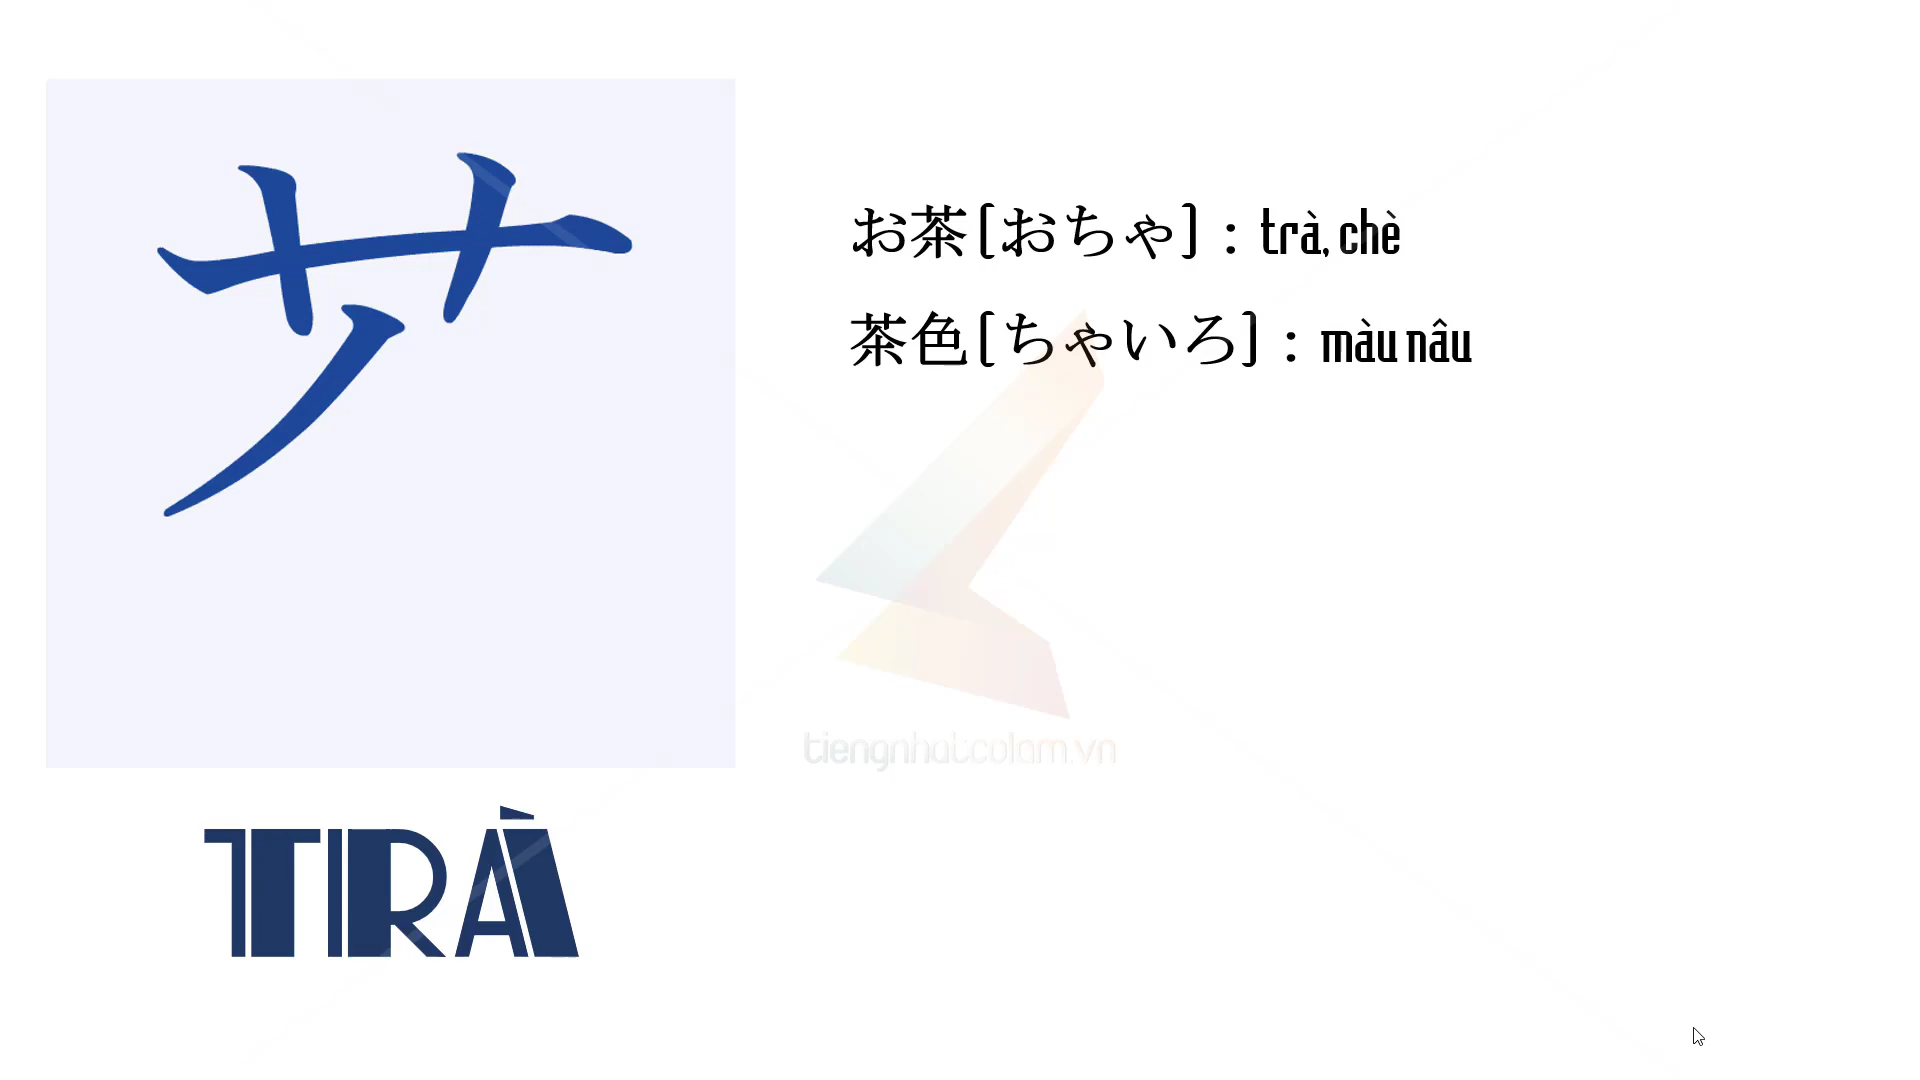 お茶(おちゃ) : trà, chè
茶色(ちゃいろ) : màu nâu
tiengnhatcolam.vn
TRÀ